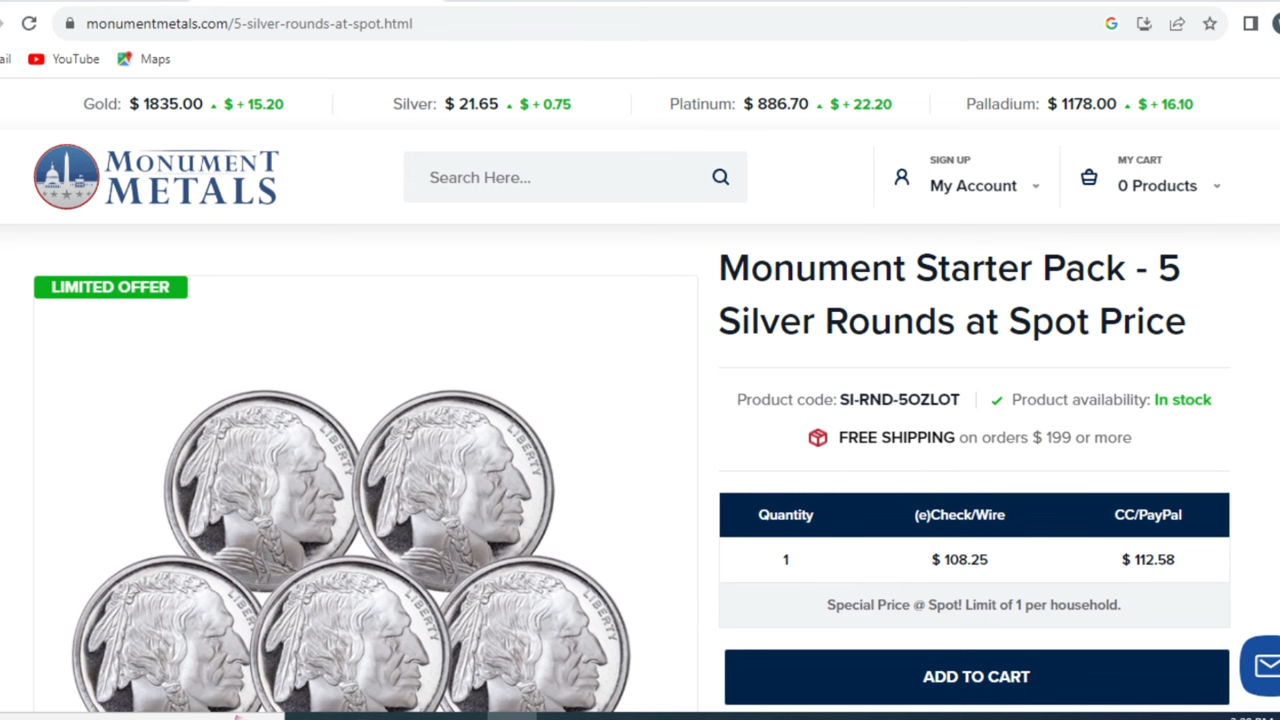 monumentmetals.com/5-silver-rounds-at-spot.html
ail YouTube Maps
Gold: $ 1835.00 $ + 15.20 Silver: $ 21.65 $ + 0.75 Platinum: $ 886.70 $ + 22.20 Palladium: $ 1178.00 $ + 16.10
MONUMENT
METALS
Search Here...
SIGN UP
My Account
MY CART
0 Products
LIMITED OFFER
LIBERTY
LIBERTY
LIBERTY
LIBERTY
LIBERTY
Monument Starter Pack - 5
Silver Rounds at Spot Price
Product code: SI-RND-5OZLOT Product availability: In stock
FREE SHIPPING on orders $ 199 or more
Quantity (e)Check/Wire CC/PayPal
1 $ 108.25 $ 112.58
Special Price @ Spot! Limit of 1 per household.
ADD TO CART